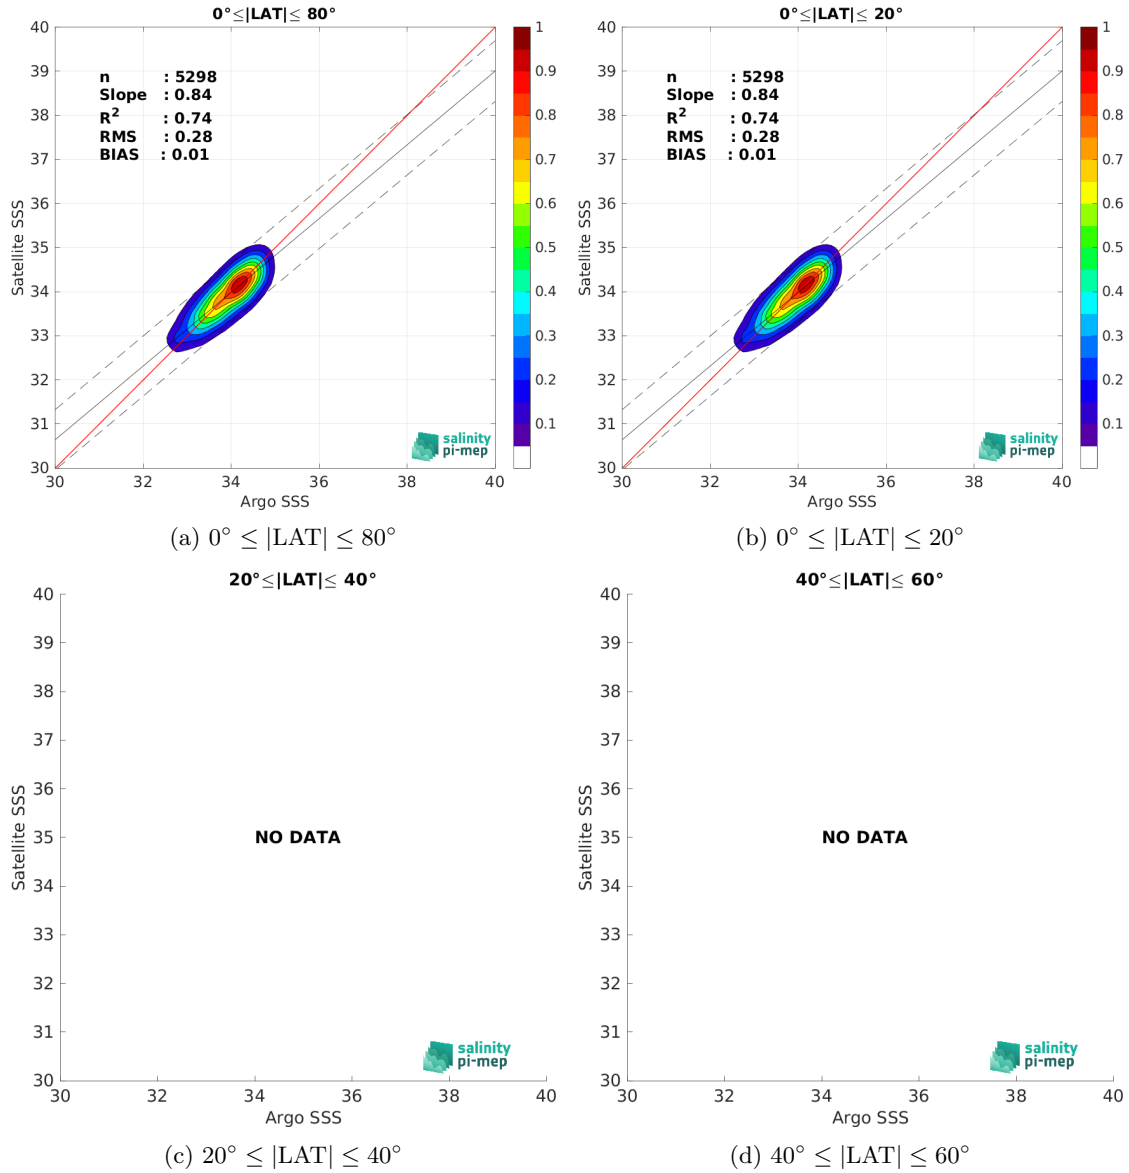 0°≤|LAT|≤ 80°
40
39
38
37
36
35
34
33
32
31
30
Satellite SSS
n : 5298
Slope : 0.84
R² : 0.74
RMS : 0.28
BIAS : 0.01
salinity
pi-mep
30 32 34 36 38 40
Argo SSS
1
0.9
0.8
0.7
0.6
0.5
0.4
0.3
0.2
0.1
(a) 0° ≤ |LAT| ≤ 80°
0°≤|LAT|≤ 20°
40
39
38
37
36
35
34
33
32
31
30
Satellite SSS
n : 5298
Slope : 0.84
R² : 0.74
RMS : 0.28
BIAS : 0.01
salinity
pi-mep
30 32 34 36 38 40
Argo SSS
1
0.9
0.8
0.7
0.6
0.5
0.4
0.3
0.2
0.1
(b) 0° ≤ |LAT| ≤ 20°
20°≤|LAT|≤ 40°
40
39
38
37
36
35
34
33
32
31
30
Satellite SSS
NO DATA
salinity
pi-mep
30 32 34 36 38 40
Argo SSS
(c) 20° ≤ |LAT| ≤ 40°
40°≤|LAT|≤ 60°
40
39
38
37
36
35
34
33
32
31
30
Satellite SSS
NO DATA
salinity
pi-mep
30 32 34 36 38 40
Argo SSS
(d) 40° ≤ |LAT| ≤ 60°